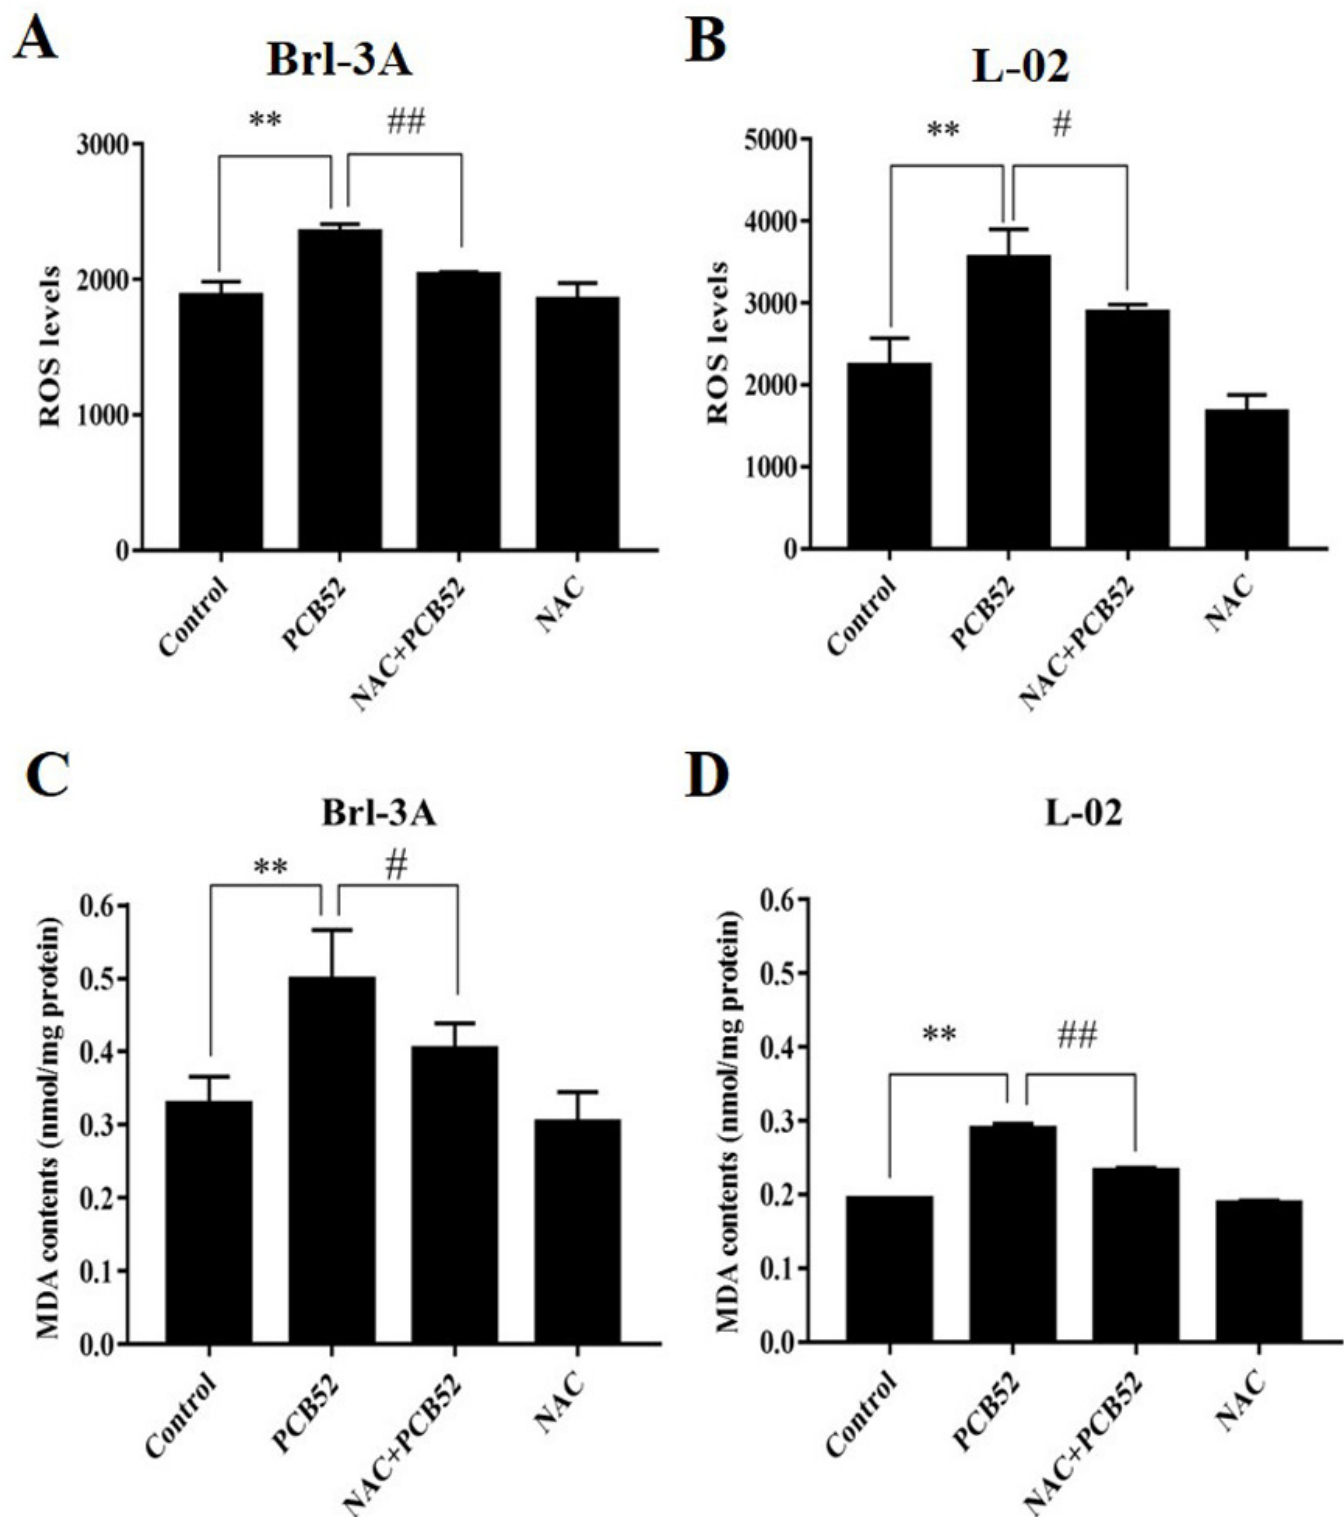 A
Brl-3A
** ##
ROS levels
3000
2000
1000
0
Control
PCB52
NAC+PCB52
NAC
B
L-02
** #
ROS levels
5000
4000
3000
2000
1000
0
Control
PCB52
NAC+PCB52
NAC
C
Brl-3A
** #
MDA contents (nmol/mg protein)
0.6
0.5
0.4
0.3
0.2
0.1
0.0
Control
PCB52
NAC+PCB52
NAC
D
L-02
** ##
MDA contents (nmol/mg protein)
0.6
0.5
0.4
0.3
0.2
0.1
0.0
Control
PCB52
NAC+PCB52
NAC